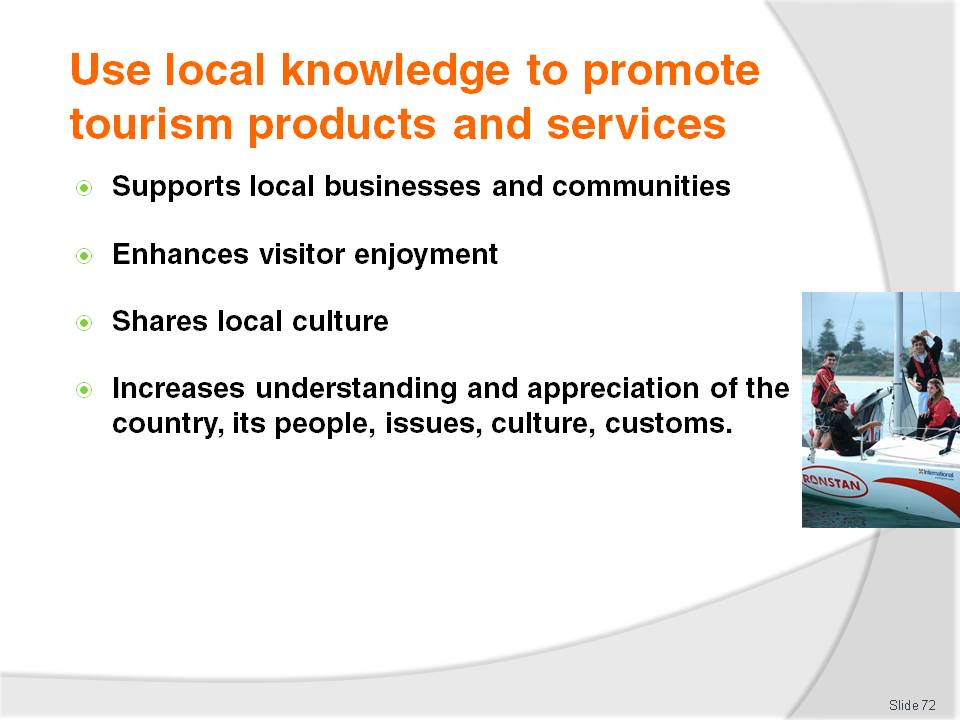 Use local knowledge to promote
tourism products and services
Supports local businesses and communities
Enhances visitor enjoyment
Shares local culture
Increases understanding and appreciation of the
country, its people, issues, culture, customs.
International
RONSTAN
Slide 72